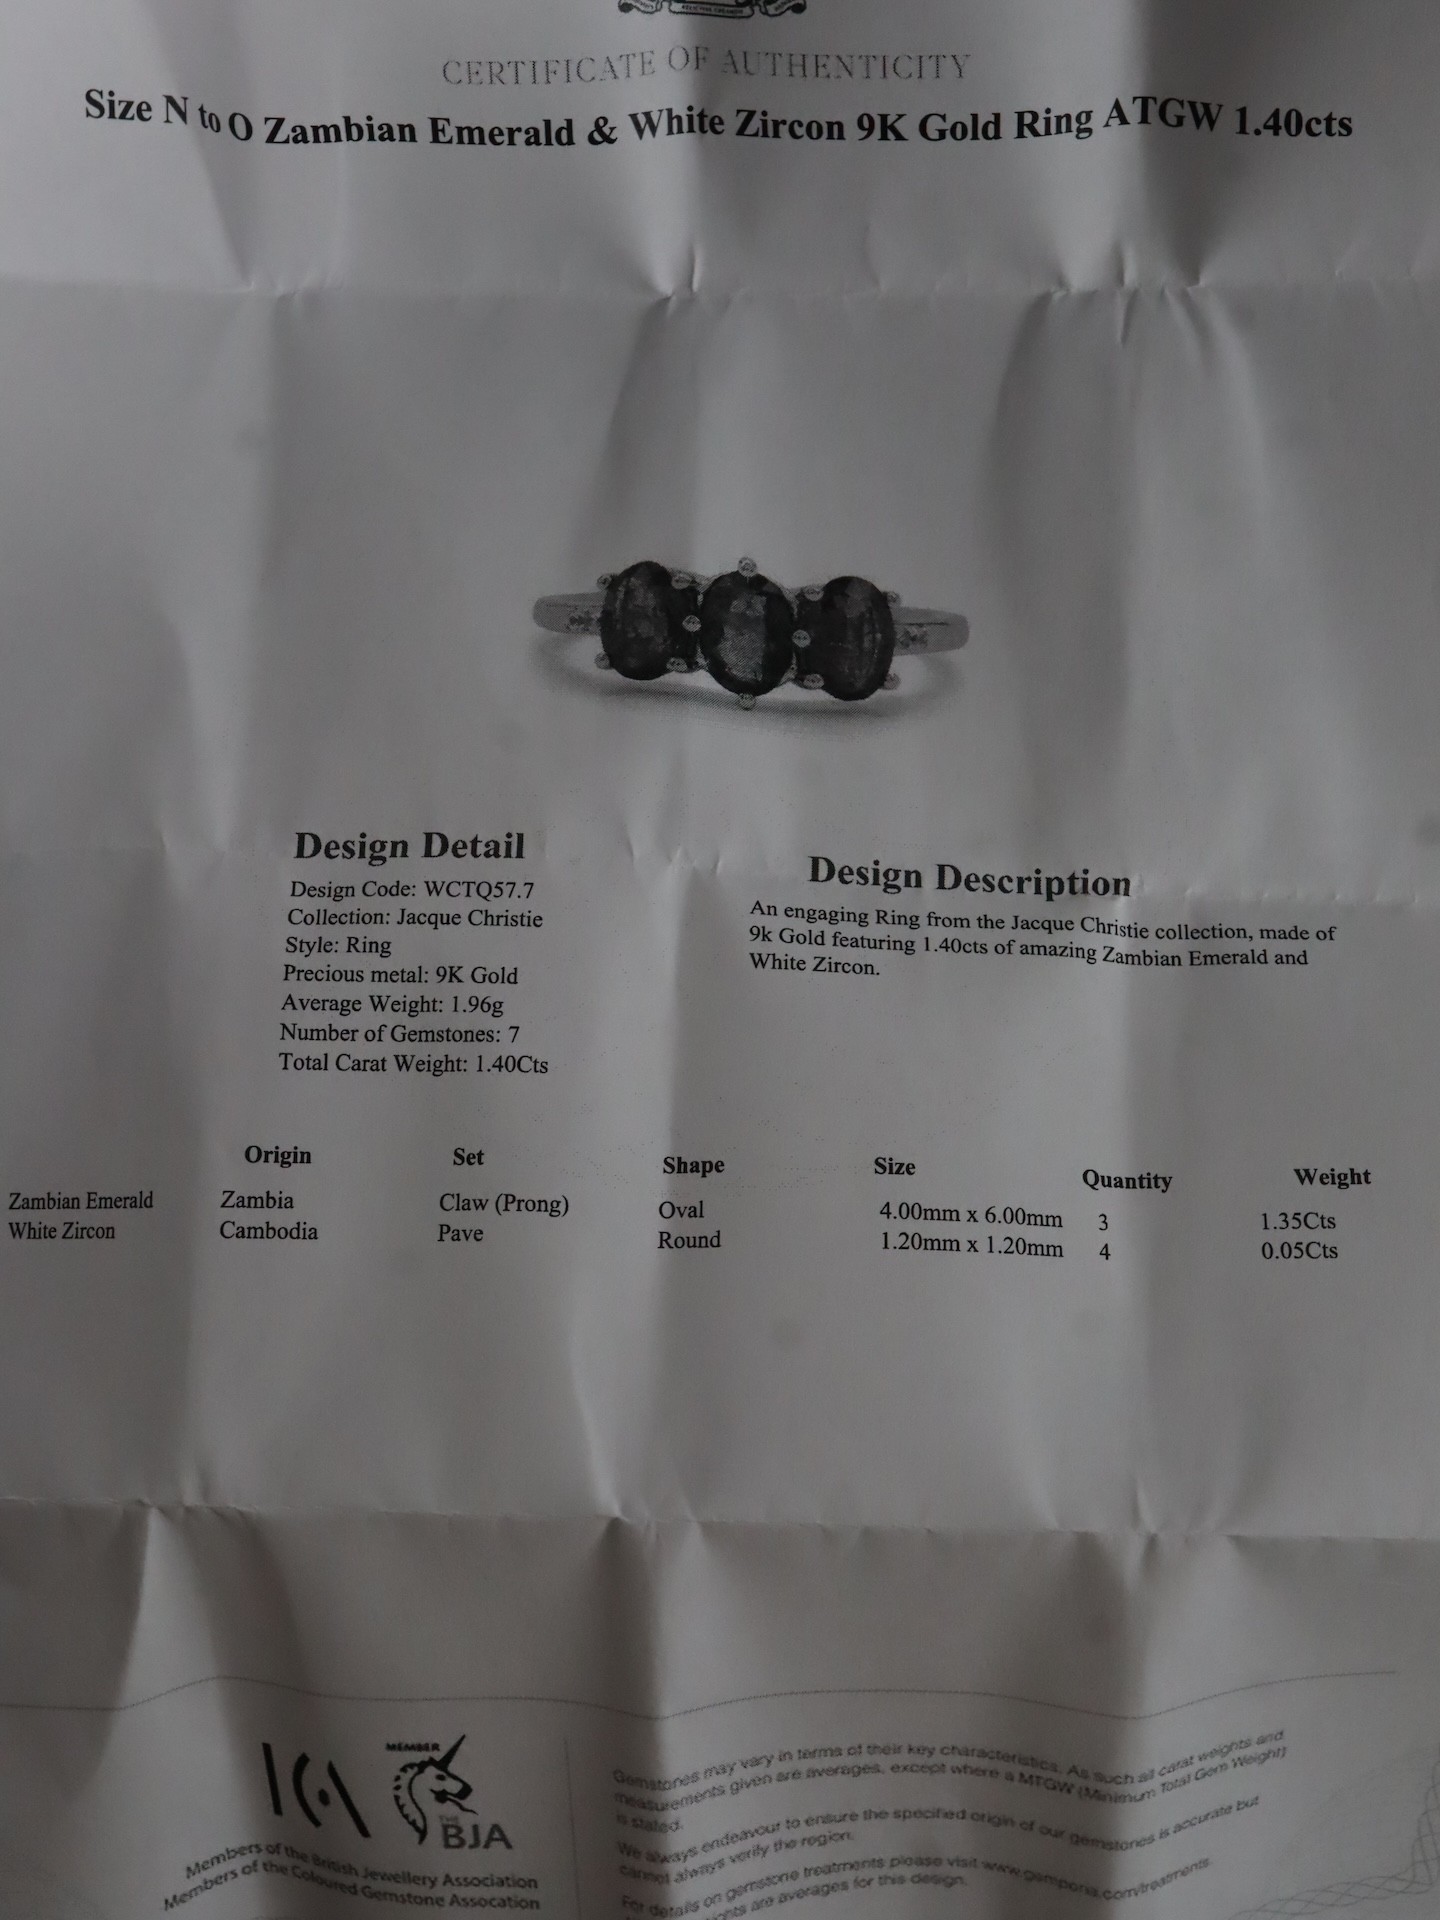 CERTIFICATE OF AUTHENTICITY
Size N to O Zambian Emerald & White Zircon 9K Gold Ring ATGW 1.40cts
Design Detail
Design Code: WCTQ57.7
Collection: Jacque Christie
Style: Ring
Precious metal: 9K Gold
Average Weight: 1.96g
Number of Gemstones: 7
Total Carat Weight: 1.40Cts
Design Description
An engaging Ring from the Jacque Christie collection, made of
9k Gold featuring 1.40cts of amazing Zambian Emerald and
White Zircon.
Origin Set Shape Size Quantity Weight
Zambian Emerald Zambia Claw (Prong) Oval 4.00mm x 6.00mm 3 1.35Cts
White Zircon Cambodia Pave Round 1.20mm x 1.20mm 4 0.05Cts
MEMBER
THE
BJA
Members of the British Jewellery Association
Members of the Coloured Gemstone Assocation
Gemstones may vary in terms of their key characteristics. As such all carat weights and
measurements given are averages, except where a MTGW (Minimum Total Gem Weight)
is stated.
We always endeavour to ensure the specified origin of our gemstones is accurate but
cannot always verify the region.
For details on gemstone treatments please visit www.gemporia.com/treatments.
are averages for this design.